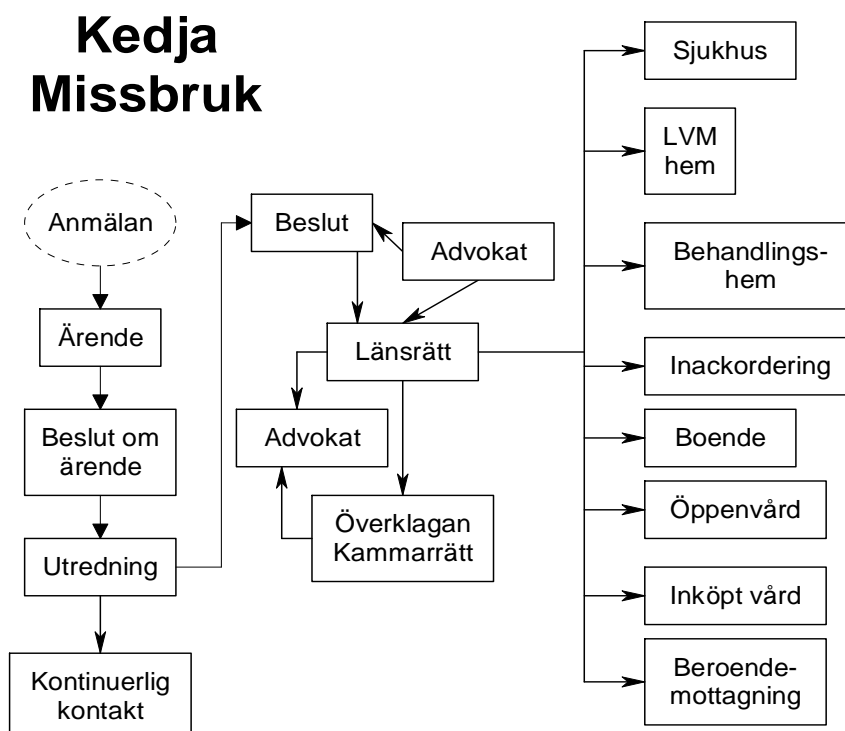 Kedja
Missbruk
Anmälan
Ärende
Beslut om
ärende
Utredning
Kontinuerlig
kontakt
Beslut
Advokat
Länsrätt
Advokat
Överklagan
Kammarrätt
Sjukhus
LVM
hem
Behandlings-
hem
Inackordering
Boende
Öppenvård
Inköpt vård
Beroende-
mottagning